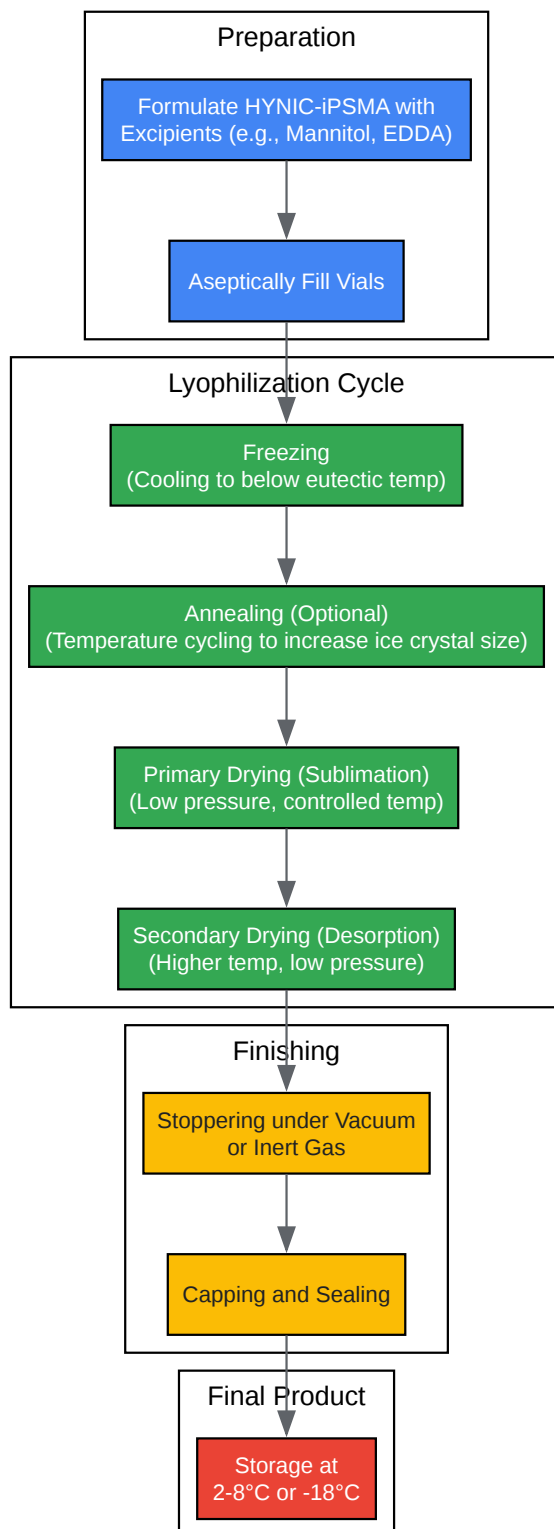 Preparation
Formulate HYNIC-iPSMA with
Excipients (e.g., Mannitol, EDDA)
Aseptically Fill Vials
Lyophilization Cycle
Freezing
(Cooling to below eutectic temp)
Annealing (Optional)
(Temperature cycling to increase ice crystal size)
Primary Drying (Sublimation)
(Low pressure, controlled temp)
Secondary Drying (Desorption)
(Higher temp, low pressure)
Finishing
Stoppering under Vacuum
or Inert Gas
Capping and Sealing
Final Product
Storage at
2-8°C or -18°C